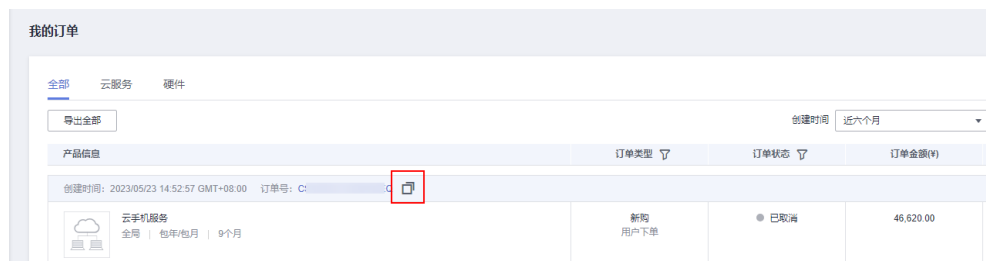 我的订单
全部 云服务 硬件
导出全部 创建时间 近六个月
产品信息 订单类型 订单状态 订单金额(¥)
创建时间：2023/05/23 14:52:57 GMT+08:00 订单号：CS
云手机服务 新购 已取消 46,620.00
全局 | 包年/包月 | 9个月 用户下单